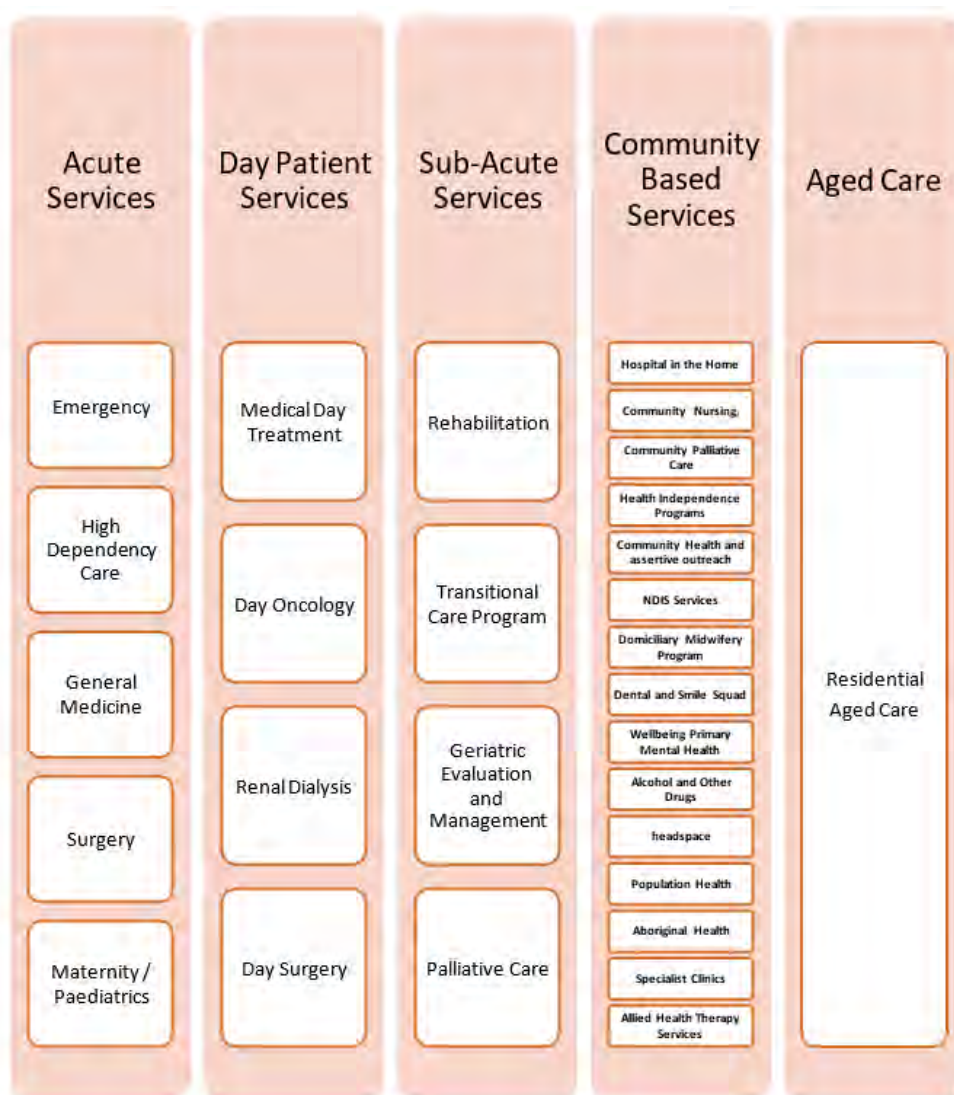 Acute
Services
Emergency
High
Dependency
Care
General
Medicine
Surgery
Maternity /
Paediatrics
Day Patient
Services
Medical Day
Treatment
Day Oncology
Renal Dialysis
Day Surgery
Sub-Acute
Services
Rehabilitation
Transitional
Care Program
Geriatric
Evaluation
and
Management
Palliative Care
Community
Based
Services
Hospital in the Home
Community Nursing,
Community Palliative
Care
Health Independence
Programs
Community Health and
assertive outreach
NDIS Services
Domiciliary Midwifery
Program
Dental and Smile Squad
Wellbeing Primary
Mental Health
Alcohol and Other
Drugs
headspace
Population Health
Aboriginal Health
Specialist Clinics
Allied Health Therapy
Services
Aged Care
Residential
Aged Care